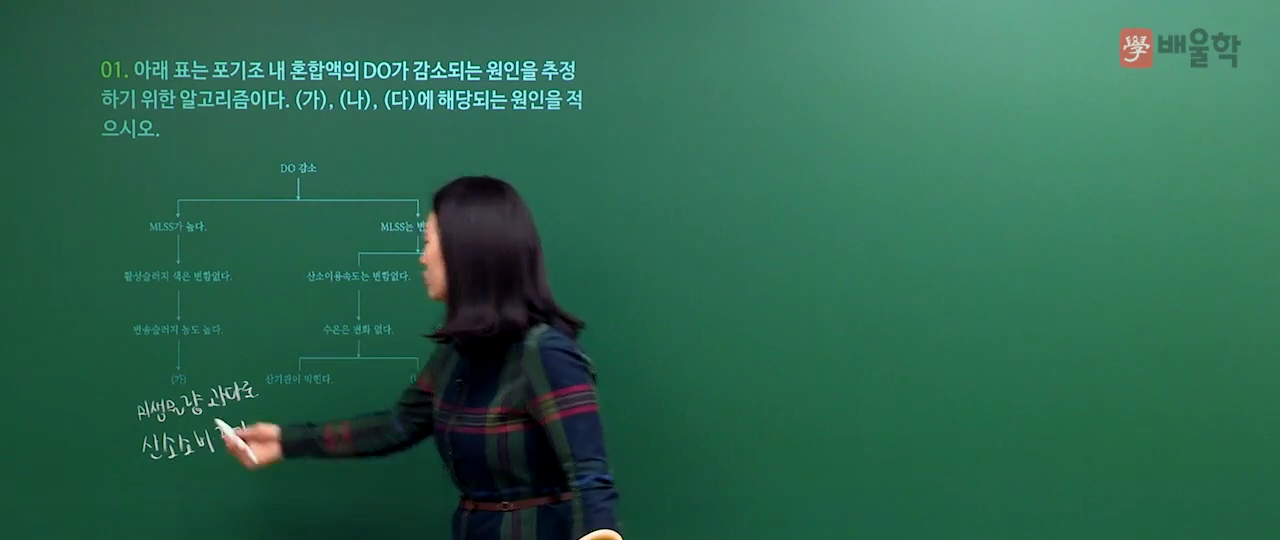 學 배울학
01. 아래 표는 포기조 내 혼합액의 DO가 감소되는 원인을 추정
하기 위한 알고리즘이다. (가), (나), (다)에 해당되는 원인을 적
으시오.
DO 감소
MLSS가 높다. MLSS는
활성슬러지 색은 변함없다. 산소이용속도는 변함없다.
반송슬러지 농도 높다. 수온은 변화 없다.
(가) 산기관이 막힌다.
미생물량 과다로
산소소비